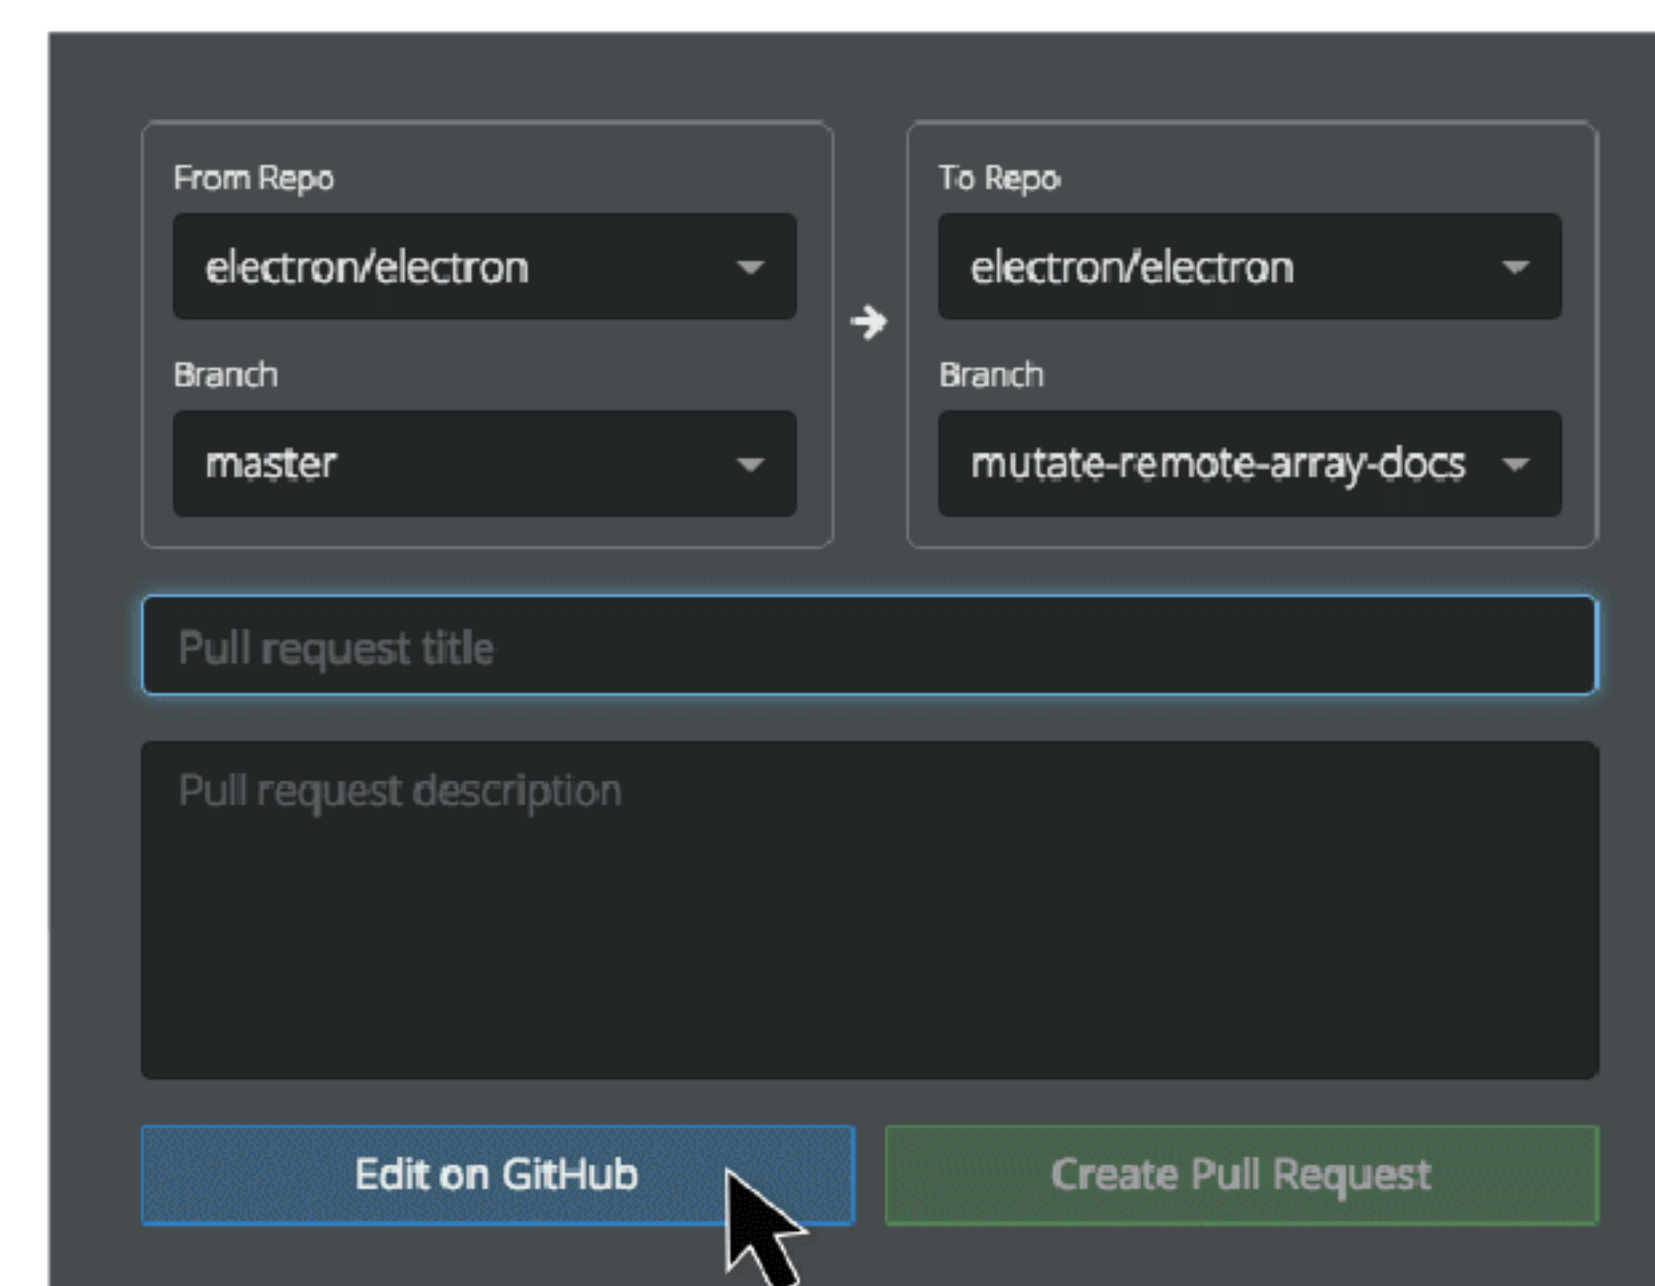 From Repo
electron/electron
Branch
master
To Repo
electron/electron
Branch
mutate-remote-array-docs
Pull request title
Pull request description
Edit on GitHub
Create Pull Request